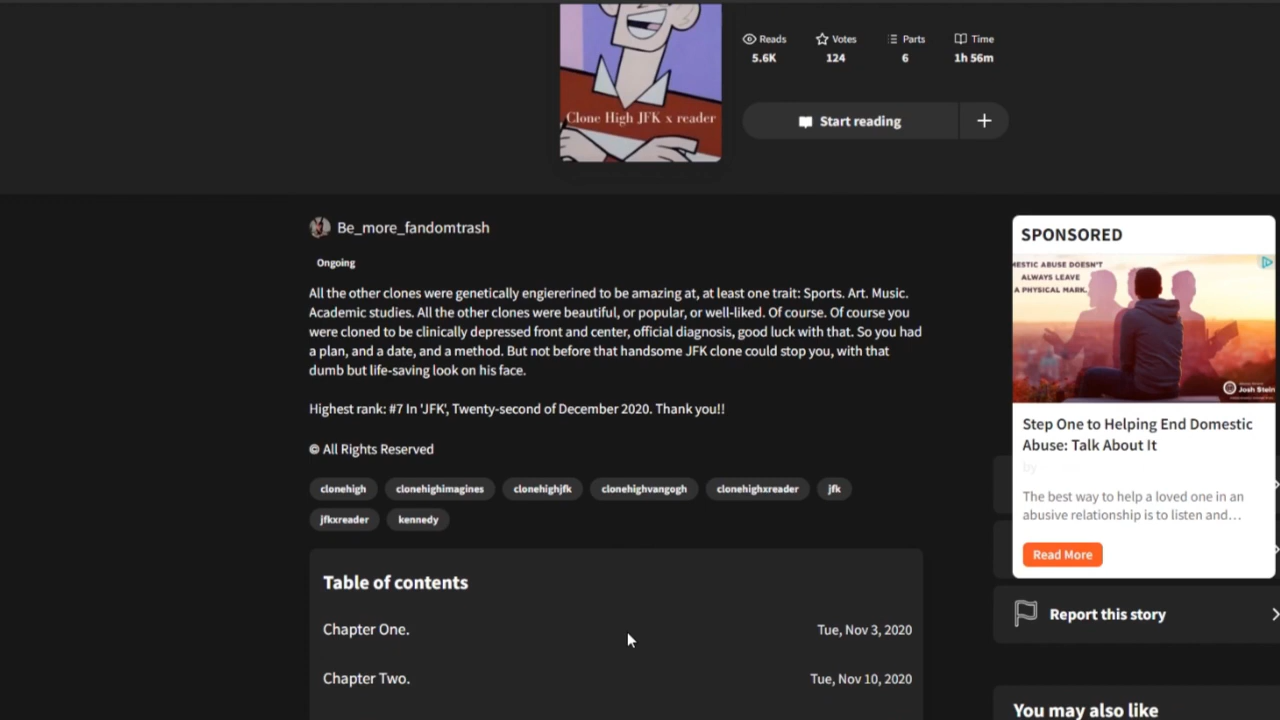 Reads
Votes
Parts
Time
5.6K
124
6
1h 56m
Clone High JFK x reader
Start reading
Be_more_fandomtrash
Ongoing
All the other clones were genetically engiererined to be amazing at, at least one trait: Sports. Art. Music.
Academic studies. All the other clones were beautiful, or popular, or well-liked. Of course. Of course you
were cloned to be clinically depressed front and center, official diagnosis, good luck with that. So you had
a plan, and a date, and a method. But not before that handsome JFK clone could stop you, with that
dumb but life-saving look on his face.
Highest rank: #7 In 'JFK', Twenty-second of December 2020. Thank you!!
© All Rights Reserved
clonehigh
clonehighimagines
clonehighjfk
clonehighvangogh
clonehighxreader
jfk
jfkxreader
kennedy
Table of contents
Chapter One.
Tue, Nov 3, 2020
Chapter Two.
Tue, Nov 10, 2020
SPONSORED
MESTIC ABUSE DOESN'T
ALWAYS LEAVE
A PHYSICAL MARK.
Josh Stein
Step One to Helping End Domestic
Abuse: Talk About It
by
The best way to help a loved one in an
abusive relationship is to listen and…
Read More
Report this story
You may also like